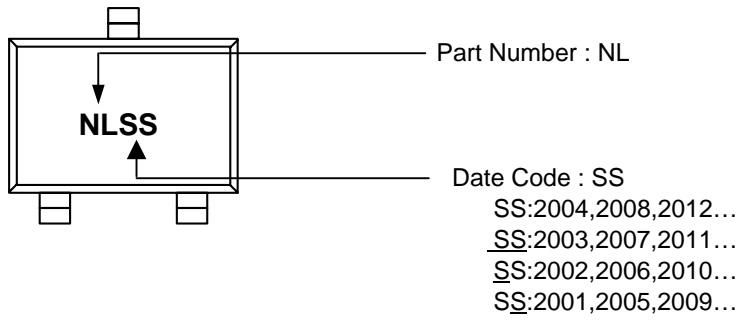 Part Number : NL
NLSS
Date Code : SS
SS:2004,2008,2012…
SS:2003,2007,2011…
SS:2002,2006,2010…
SS:2001,2005,2009…